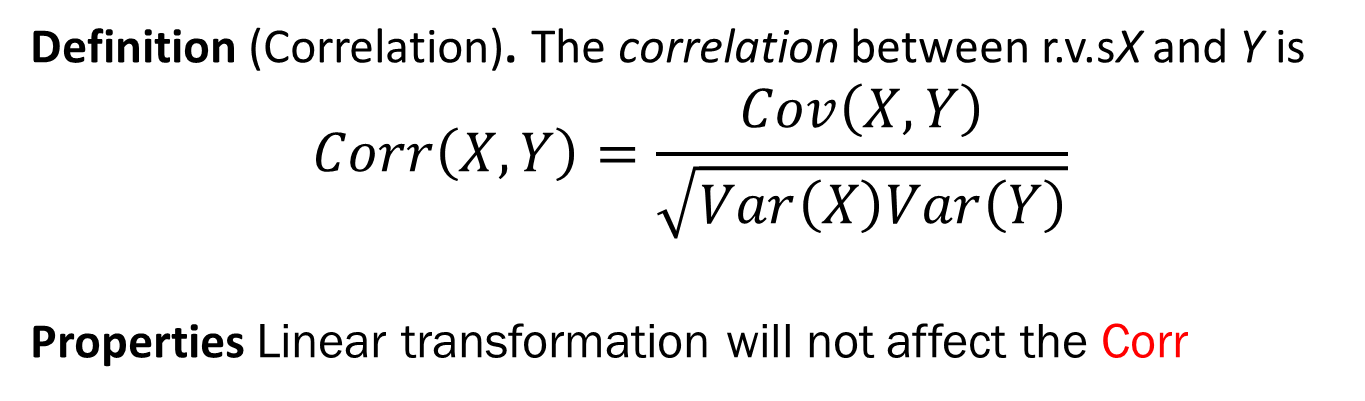 Definition (Correlation). The correlation between r.v.sX and Y is
Corr(X,Y) = Cov(X,Y) / √Var(X)Var(Y)
Properties Linear transformation will not affect the Corr